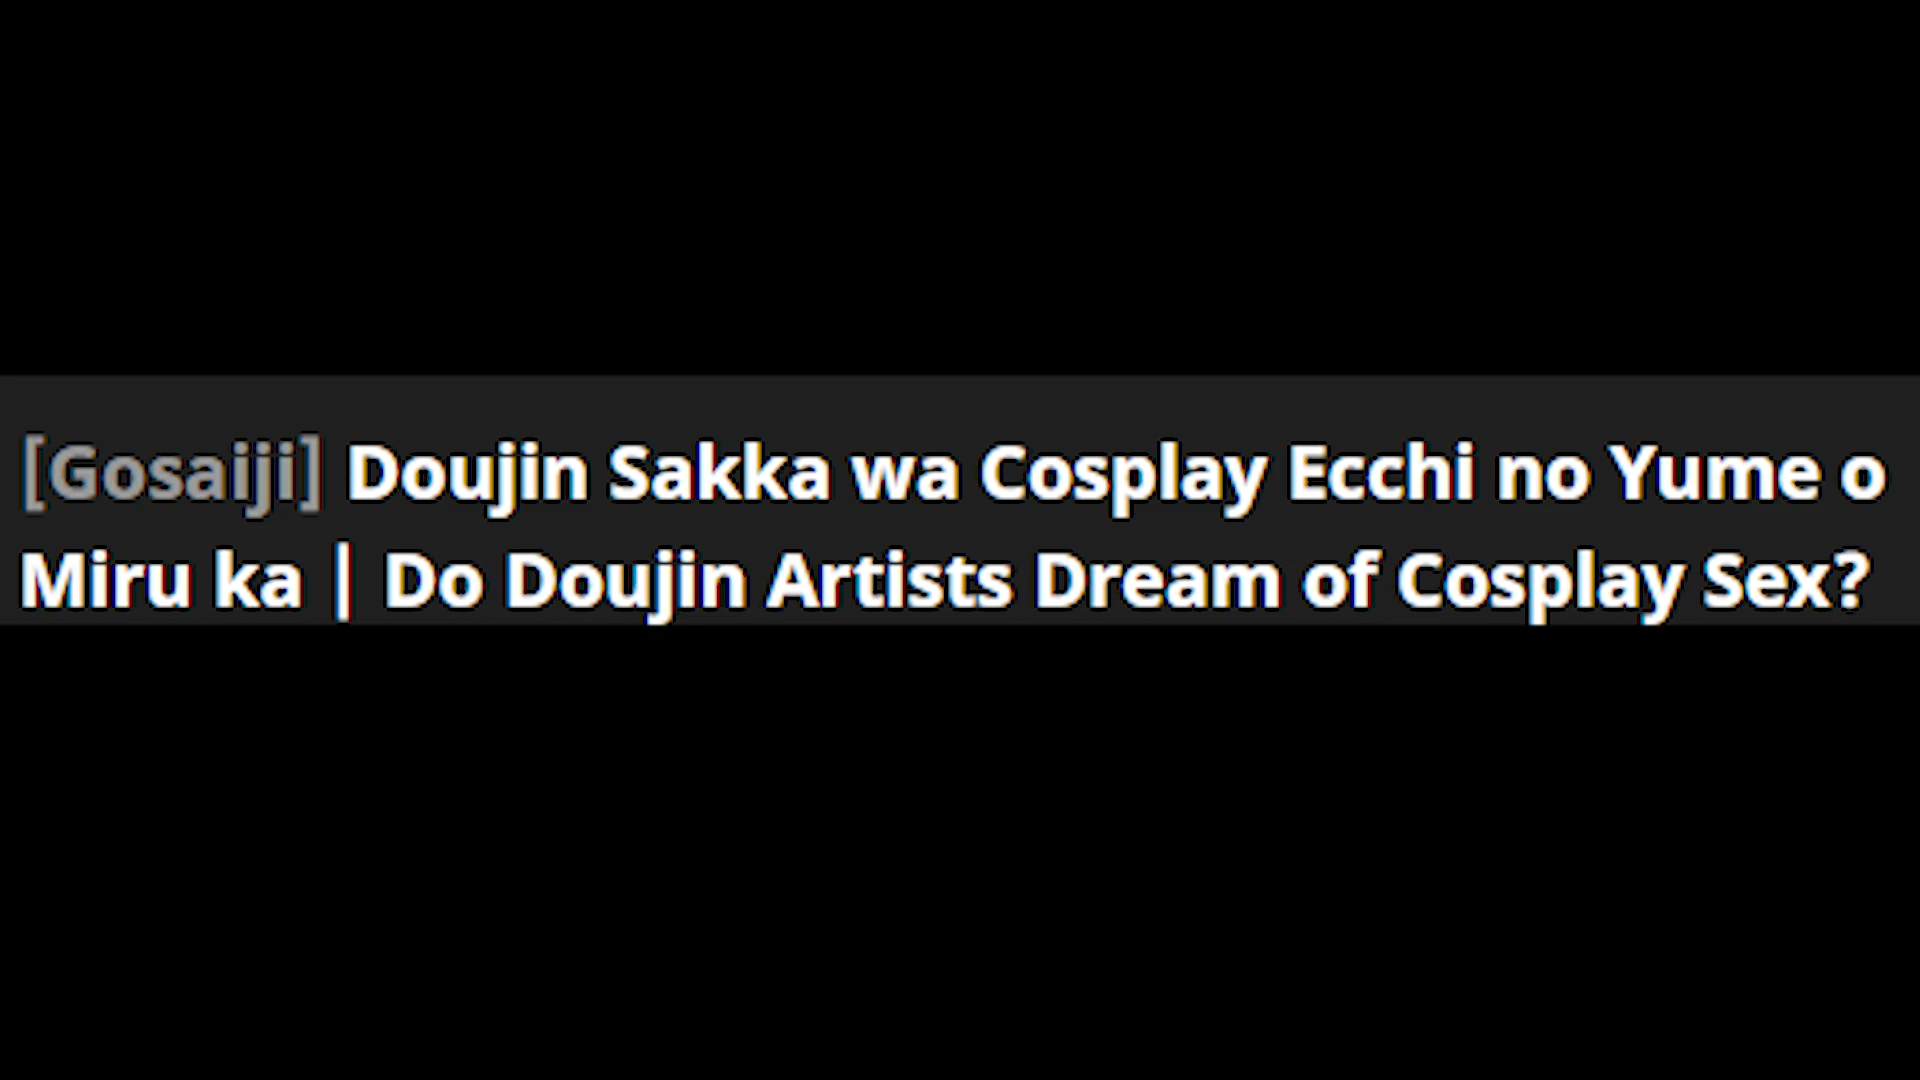 [Gosaiji] Doujin Sakka wa Cosplay Ecchi no Yume o
Miru ka | Do Doujin Artists Dream of Cosplay Sex?